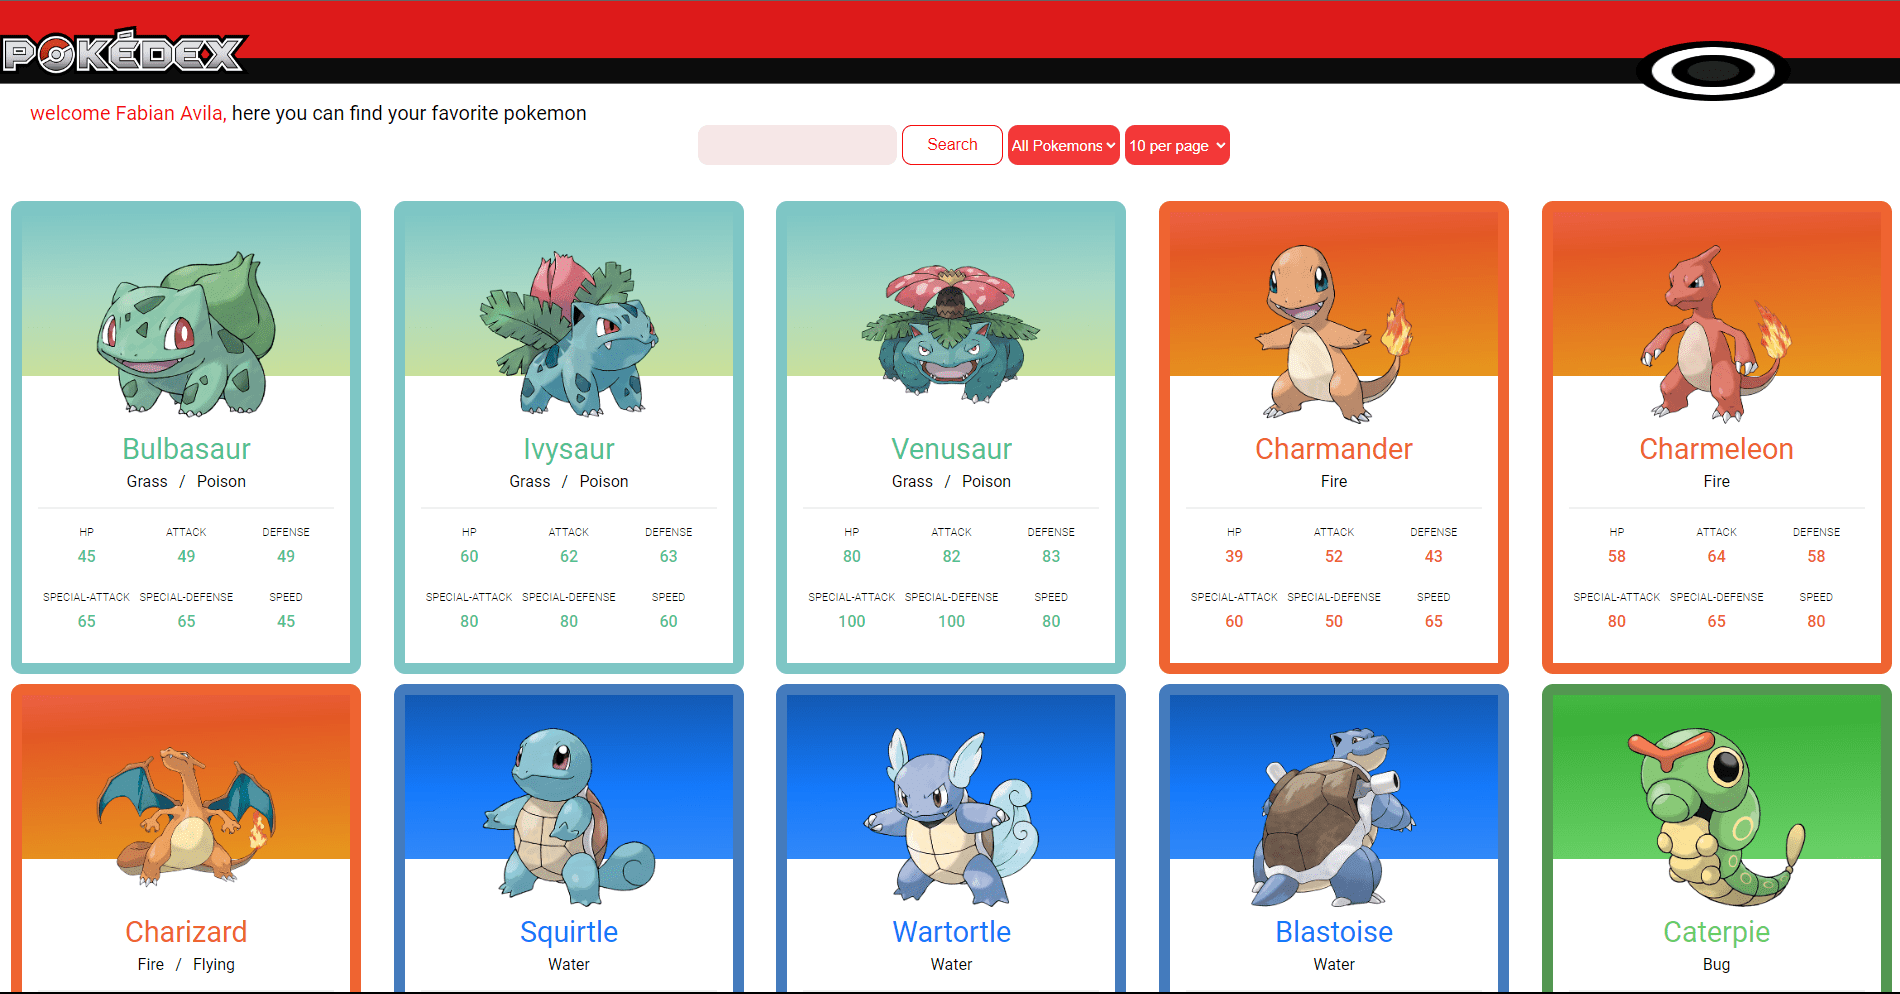 POKÉDEX
welcome Fabian Avila, here you can find your favorite pokemon
Search All Pokemons 10 per page
Bulbasaur
Grass / Poison
HP ATTACK DEFENSE
45 49 49
SPECIAL-ATTACK SPECIAL-DEFENSE SPEED
65 65 45
Ivysaur
Grass / Poison
HP ATTACK DEFENSE
60 62 63
SPECIAL-ATTACK SPECIAL-DEFENSE SPEED
80 80 60
Venusaur
Grass / Poison
HP ATTACK DEFENSE
80 82 83
SPECIAL-ATTACK SPECIAL-DEFENSE SPEED
100 100 80
Charmander
Fire
HP ATTACK DEFENSE
39 52 43
SPECIAL-ATTACK SPECIAL-DEFENSE SPEED
60 50 65
Charmeleon
Fire
HP ATTACK DEFENSE
58 64 58
SPECIAL-ATTACK SPECIAL-DEFENSE SPEED
80 65 80
Charizard
Fire / Flying
Squirtle
Water
Wartortle
Water
Blastoise
Water
Caterpie
Bug